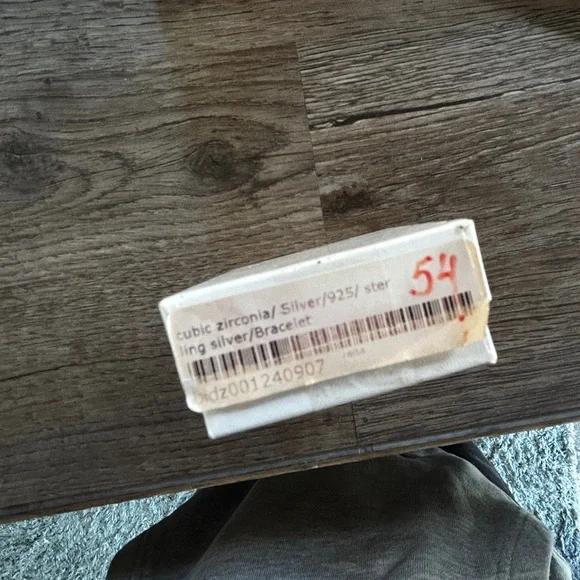 54
cubic zirconia/ Silver/925/ ster
ling silver/Bracelet
bidz001240907